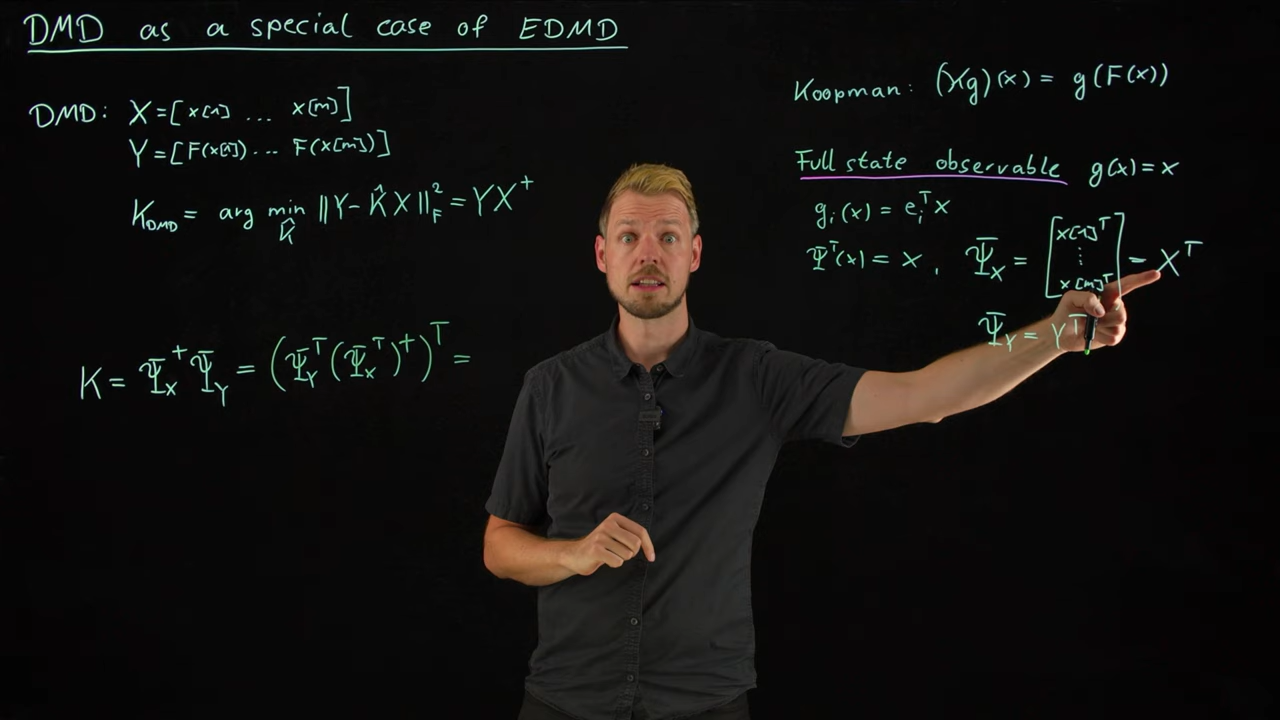 DMD as a special case of EDMD
DMD: X = [x[1] ... x[m]]
Y = [F(x[1]) ... F(x[m])]
K_DMD = arg min_K̂ ‖Y - K̂X‖_F^2 = YX^+
K = Ψ_X^+ Ψ_Y = (Ψ_Y^T (Ψ_X^T)^+)^T =
Koopman: (𝒦g)(x) = g(F(x))
Full state observable g(x) = x
g_i(x) = e_i^T x
Ψ^T(x) = x, Ψ_X = [x[1]^T ⋮ x[m]^T] = X^T
Ψ_Y = Y^T